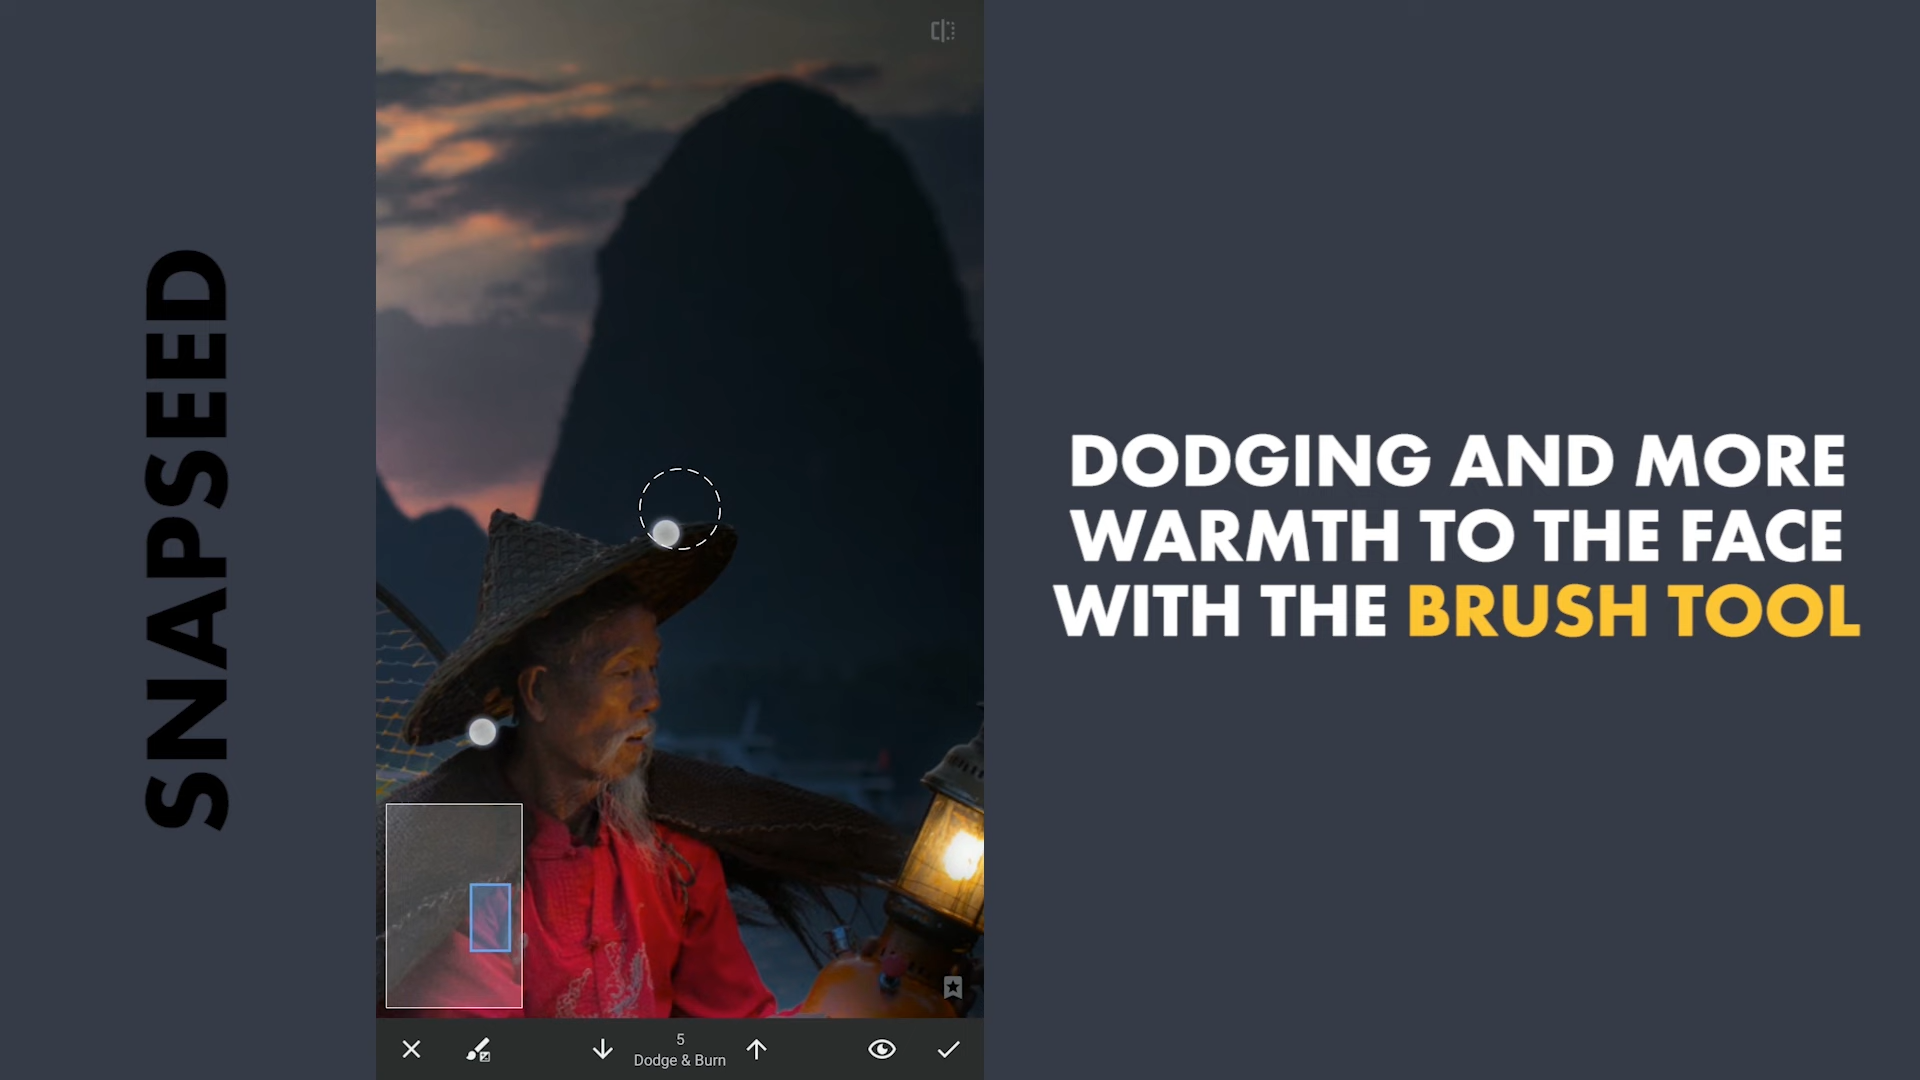 SNAPSEED
DODGING AND MORE
WARMTH TO THE FACE
WITH THE BRUSH TOOL
5
Dodge & Burn